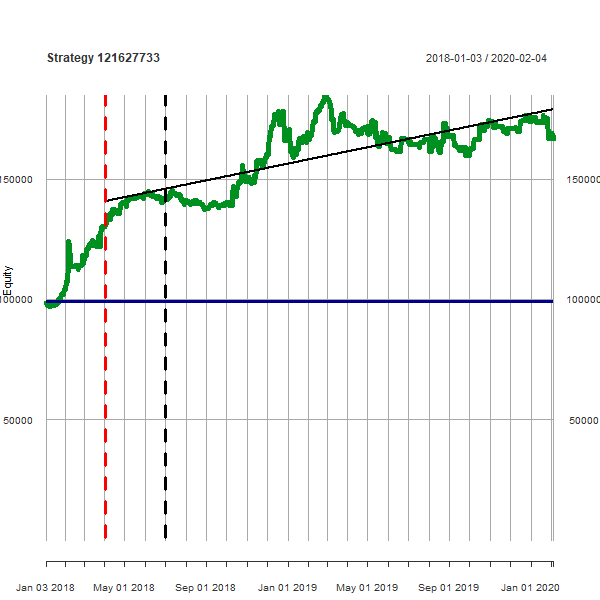 Strategy 121627733
2018-01-03 / 2020-02-04
150000
150000
Equity
100000
100000
50000
50000
Jan 03 2018
May 01 2018
Sep 01 2018
Jan 01 2019
May 01 2019
Sep 01 2019
Jan 01 2020